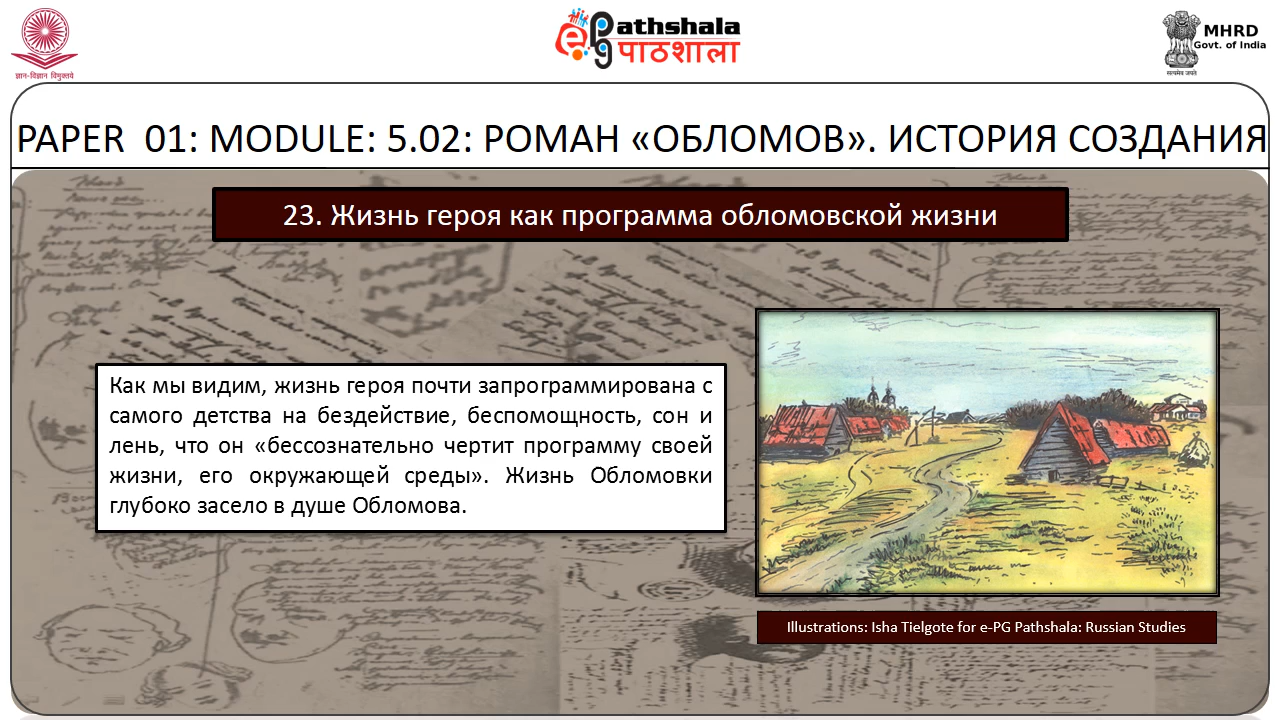 ज्ञान-विज्ञान विमुक्तये
ePg Pathshala
पाठशाला
MHRD
Govt. of India
सत्यमेव जयते
PAPER 01: MODULE: 5.02: РОМАН «ОБЛОМОВ». ИСТОРИЯ СОЗДАНИЯ
23. Жизнь героя как программа обломовской жизни
Как мы видим, жизнь героя почти запрограммирована с
самого детства на бездействие, беспомощность, сон и
лень, что он «бессознательно чертит программу своей
жизни, его окружающей среды». Жизнь Обломовки
глубоко засело в душе Обломова.
Illustrations: Isha Tielgote for e-PG Pathshala: Russian Studies